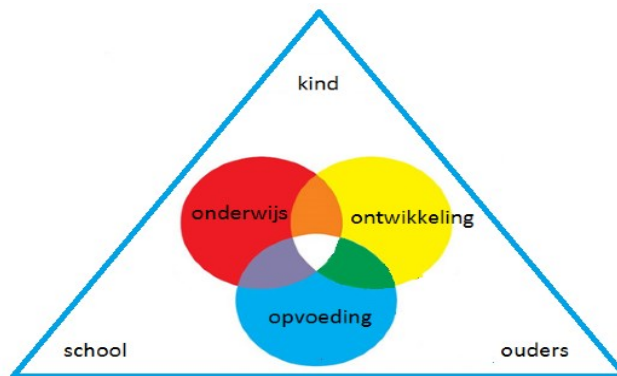 kind
onderwijs
ontwikkeling
opvoeding
school
ouders